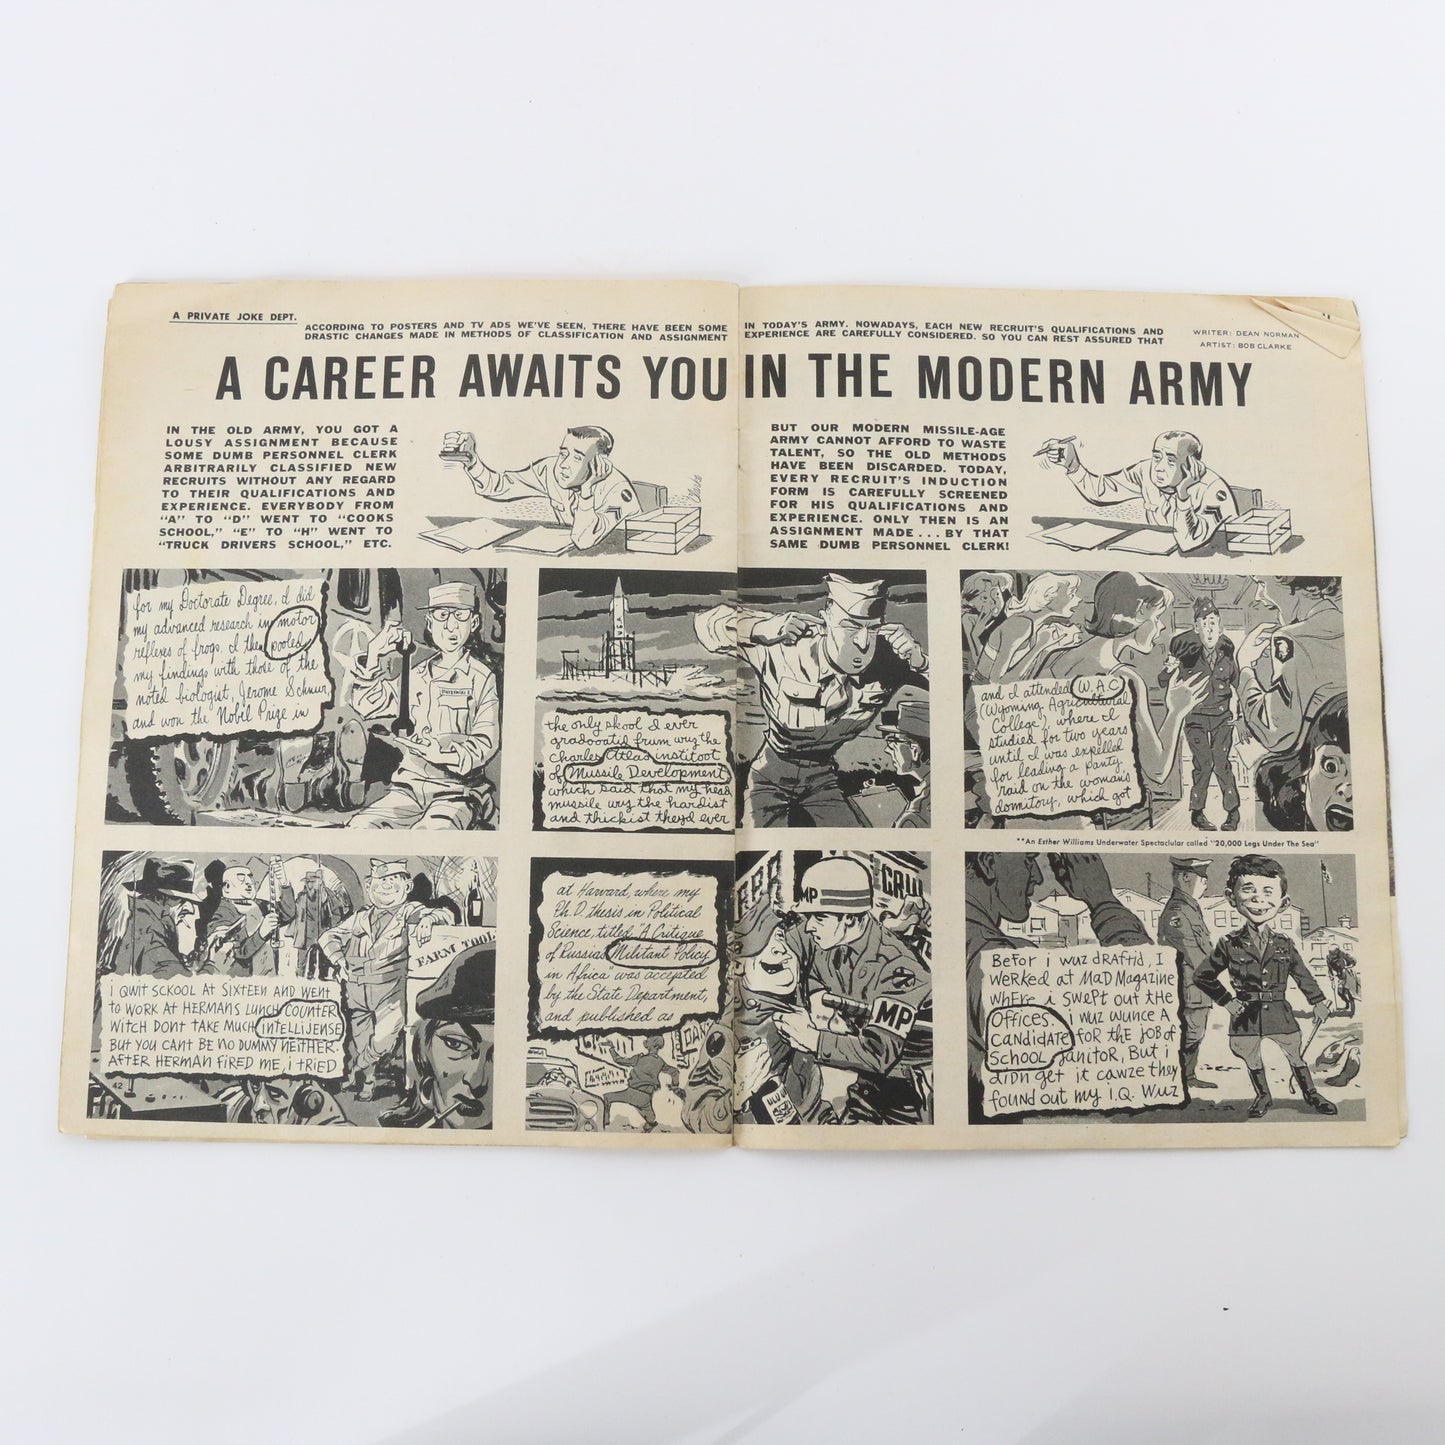 A PRIVATE JOKE DEPT.
ACCORDING TO POSTERS AND TV ADS WE'VE SEEN, THERE HAVE BEEN SOME
DRASTIC CHANGES MADE IN METHODS OF CLASSIFICATION AND ASSIGNMENT
IN TODAY'S ARMY. NOWADAYS, EACH NEW RECRUIT'S QUALIFICATIONS AND
EXPERIENCE ARE CAREFULLY CONSIDERED. SO YOU CAN REST ASSURED THAT
WRITER: DEAN NORMAN
ARTIST: BOB CLARKE
A CAREER AWAITS YOU IN THE MODERN ARMY
IN THE OLD ARMY, YOU GOT A
LOUSY ASSIGNMENT BECAUSE
SOME DUMB PERSONNEL CLERK
ARBITRARILY CLASSIFIED NEW
RECRUITS WITHOUT ANY REGARD
TO THEIR QUALIFICATIONS AND
EXPERIENCE. EVERYBODY FROM
"A" TO "D" WENT TO "COOKS
SCHOOL," "E" TO "H" WENT TO
"TRUCK DRIVERS SCHOOL," ETC.
Clarke
BUT OUR MODERN MISSILE-AGE
ARMY CANNOT AFFORD TO WASTE
TALENT, SO THE OLD METHODS
HAVE BEEN DISCARDED. TODAY,
EVERY RECRUIT'S INDUCTION
FORM IS CAREFULLY SCREENED
FOR HIS QUALIFICATIONS AND
EXPERIENCE. ONLY THEN IS AN
ASSIGNMENT MADE . . . BY THAT
SAME DUMB PERSONNEL CLERK!
for my Doctorate Degree, I did
my advanced research in motor
reflexes of frogs. I then pooled
my findings with those of the
noted biologist, Jerome Schnur,
and won the Nobil Prize in
USA
the only skool I ever
gradooatid frum wuz the
charles Atlas institoot
of Mussile Development
which said that my head
mussile wuz the hardist
and thickist they'd ever
and I attended W.A.C.
(Wyoming Agricultural
College), where I
studied for two years
until I was expelled
for leading a panty
raid on the woman's
dormitory, which got
**An Esther Williams Underwater Spectaclular called "20,000 Legs Under The Sea"
FARM TOOLS
i QWIT SCKOOL AT SiXTEEN AND WENT
TO WORK AT HERMANS LUNCH COUNTER
WITCH DONT TAKE MUCH iNTELLiJENSE
BUT YOU CANT BE NO DUMMY NEiTHER.
AFTER HERMAN FiRED ME, i TRiED
42
at Harvard, where my
Ph. D. thesis in Political
Science, titled "A Critique
of Russian Militant Policy
in Africa" was accepted
by the State Department,
and published as
MP
MP
Befor i wuz drAftid, I
werked at MaD Magazine
whEre i swept out the
Offices. i wuz wunce A
cANdidAtE for the job of
school janitor, But i
didn get it cawze they
found out my I.Q. wuz